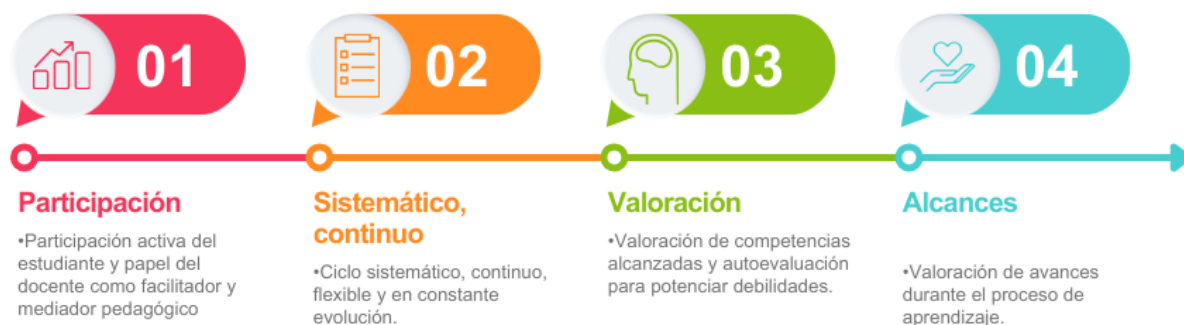 01
02
03
04
Participación
•Participación activa del
estudiante y papel del
docente como facilitador y
mediador pedagógico
Sistemático,
continuo
•Ciclo sistemático, continuo,
flexible y en constante
evolución.
Valoración
•Valoración de competencias
alcanzadas y autoevaluación
para potenciar debilidades.
Alcances
•Valoración de avances
durante el proceso de
aprendizaje.